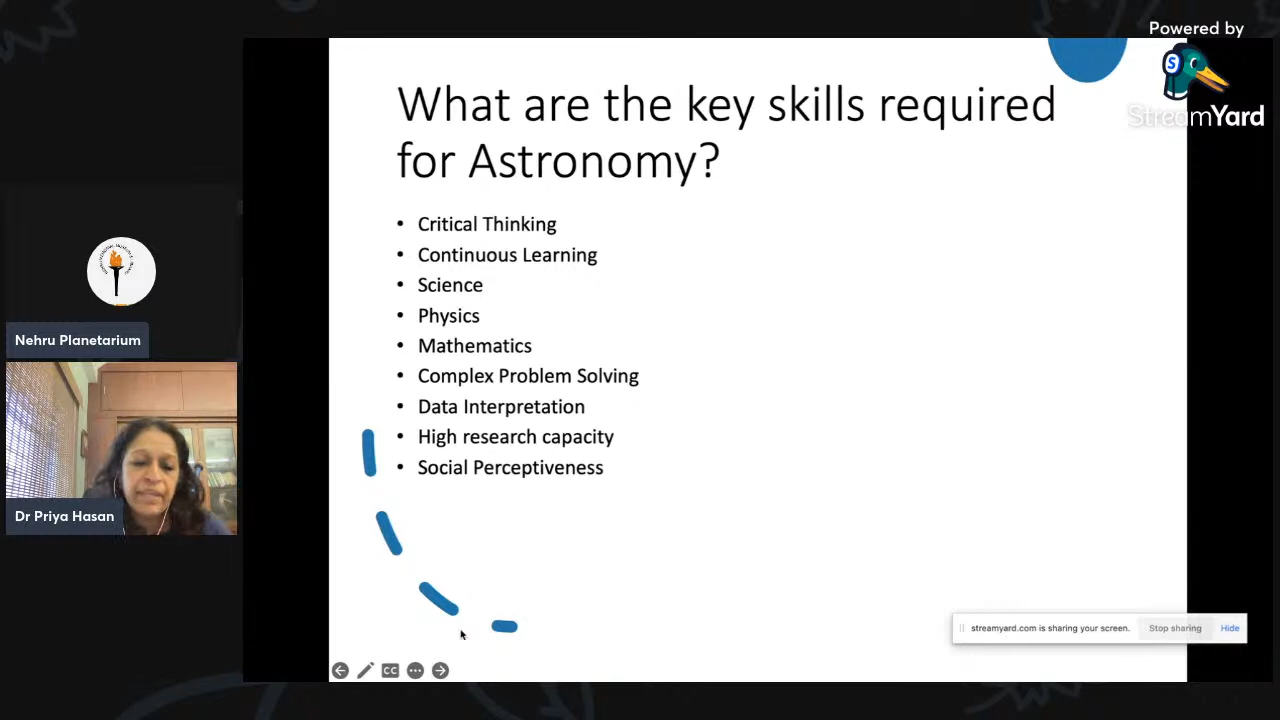 Powered by
StreamYard
What are the key skills required
for Astronomy?
• Critical Thinking
• Continuous Learning
• Science
• Physics
• Mathematics
• Complex Problem Solving
• Data Interpretation
• High research capacity
• Social Perceptiveness
Nehru Planetarium
Dr Priya Hasan
streamyard.com is sharing your screen.
Stop sharing
Hide
CC